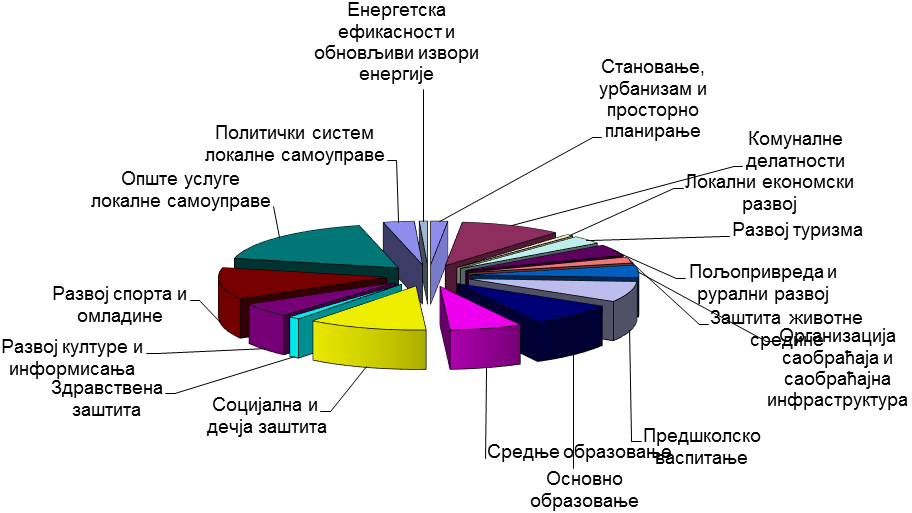 Енергетска
ефикасност и
обновљиви извори
енергије
Становање,
урбанизам и
просторно
планирање
Комуналне
делатности
Локални економски
развој
Развој туризма
Пољопривреда и
рурални развој
Заштита животне
средине
Организација
саобраћаја и
саобраћајна
инфраструктура
Предшколско
васпитање
Основно
образовање
Средње образовање
Социјална и
дечја заштита
Здравствена
заштита
Развој културе и
информисања
Развој спорта и
омладине
Опште услуге
локалне самоуправе
Политички систем
локалне самоуправе